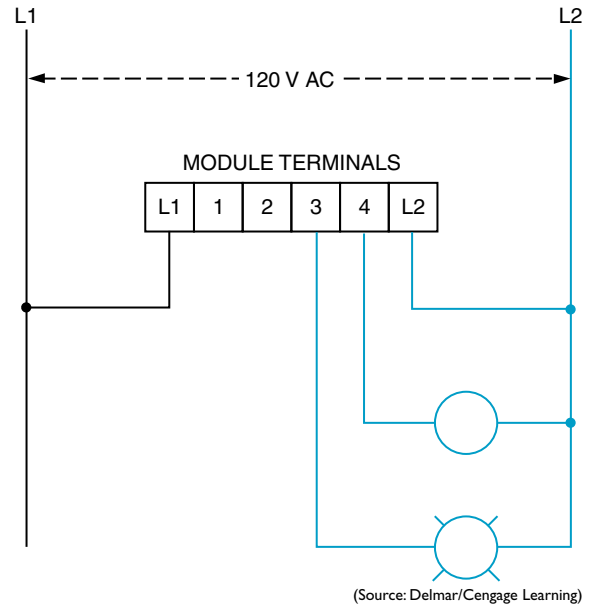 L1 L2
120 V AC
MODULE TERMINALS
L1 1 2 3 4 L2
(Source: Delmar/Cengage Learning)